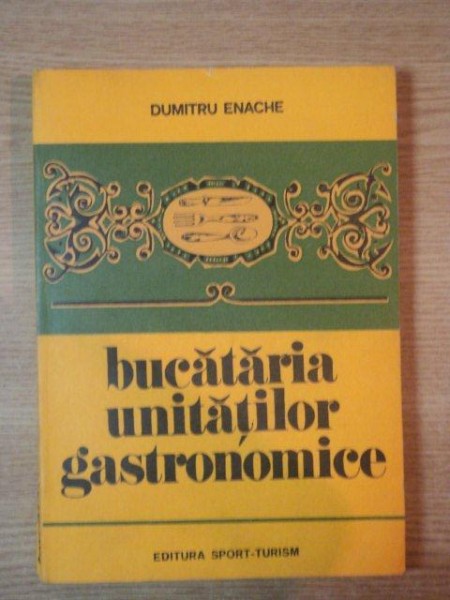 DUMITRU ENACHE
bucătăria
unităților
gastronomice
EDITURA SPORT-TURISM